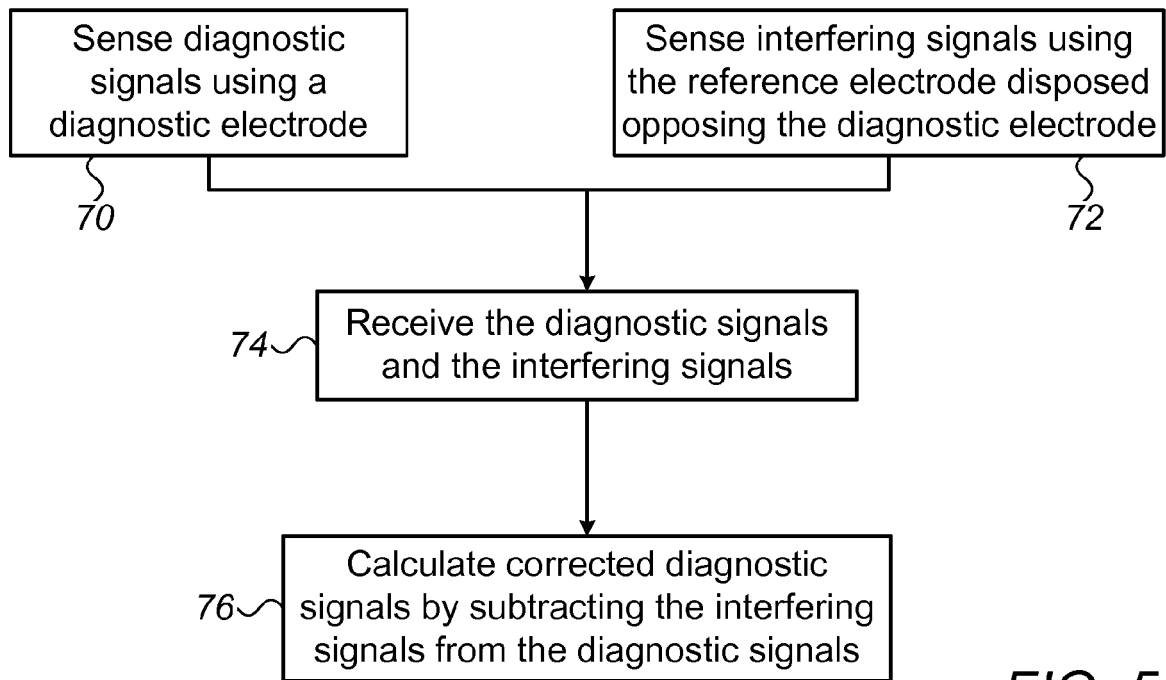 Sense diagnostic
signals using a
diagnostic electrode
70
Sense interfering signals using
the reference electrode disposed
opposing the diagnostic electrode
72
74
Receive the diagnostic signals
and the interfering signals
76
Calculate corrected diagnostic
signals by subtracting the interfering
signals from the diagnostic signals
FIG. 5